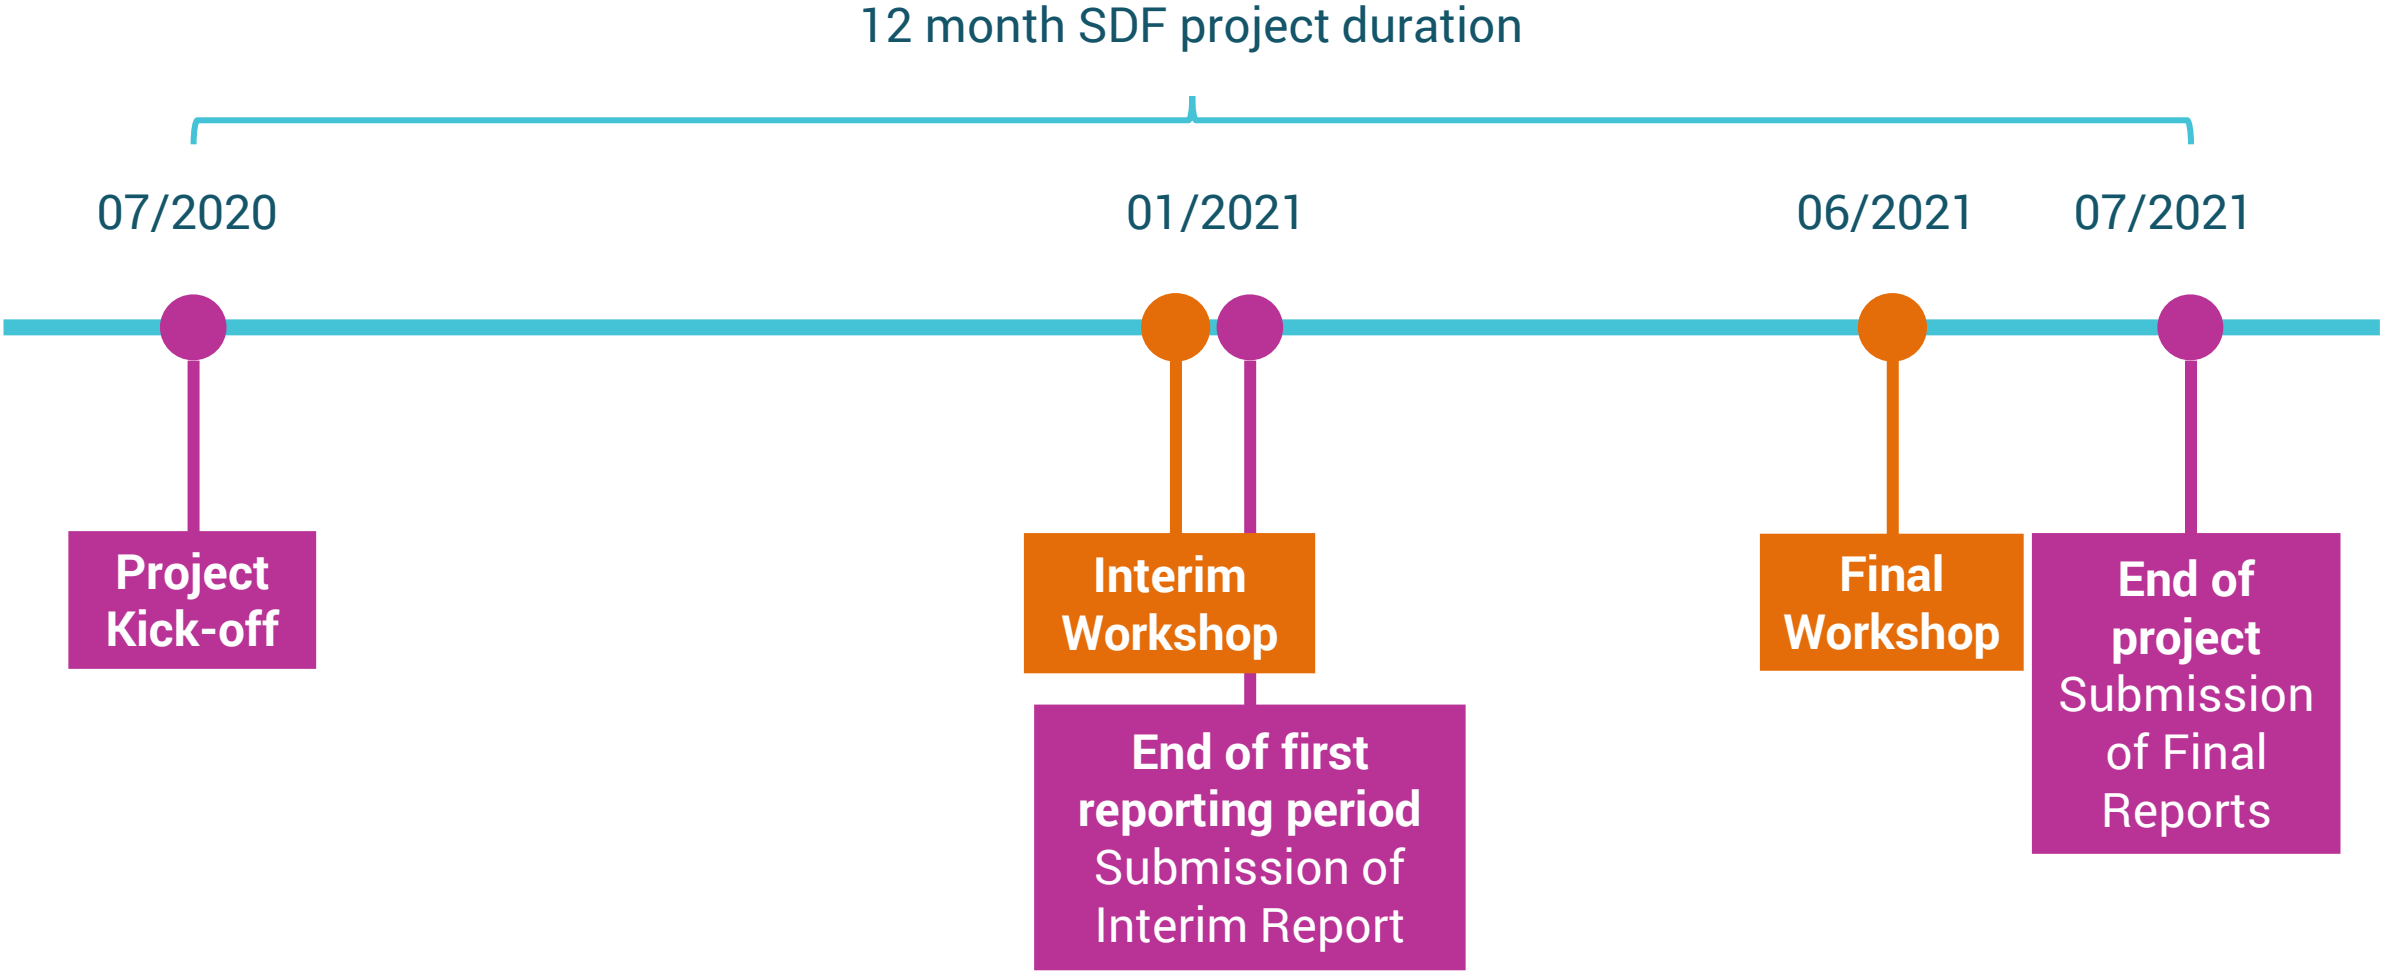 12 month SDF project duration
07/2020
01/2021
06/2021
07/2021
Project
Kick-off
Interim
Workshop
End of first
reporting period
Submission of
Interim Report
Final
Workshop
End of
project
Submission
of Final
Reports